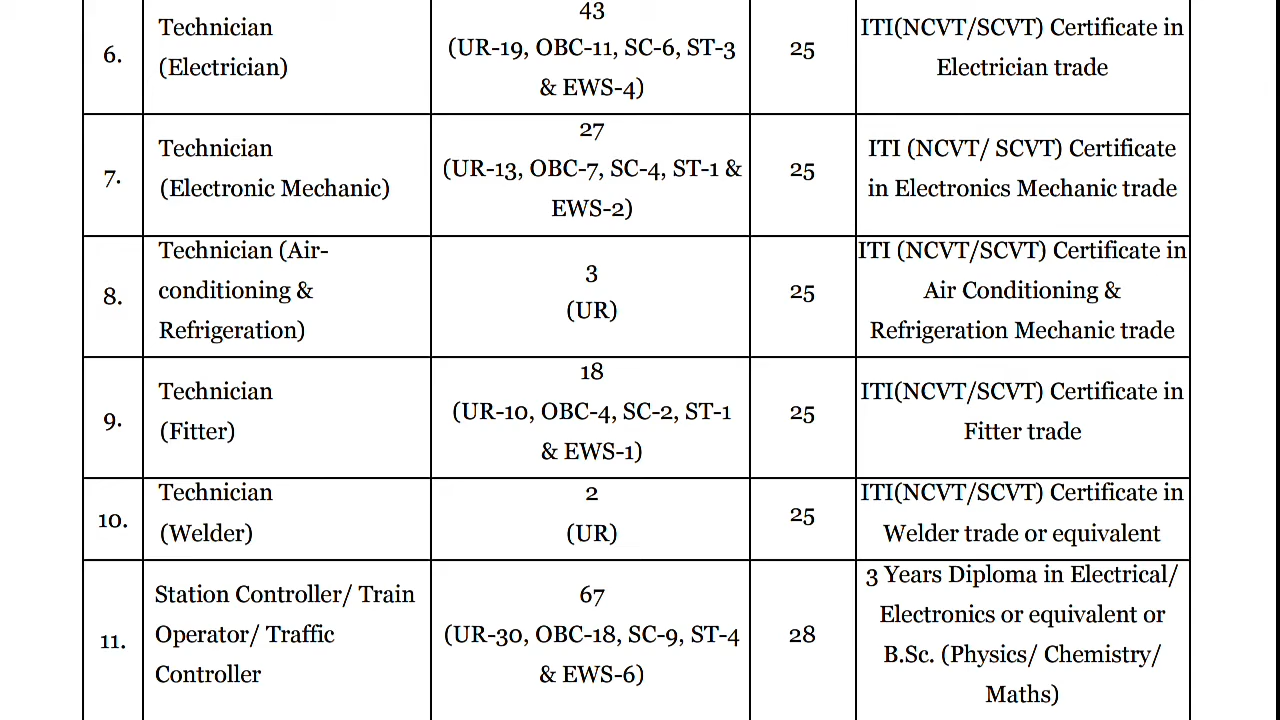 6.
Technician
(Electrician)
43
(UR-19, OBC-11, SC-6, ST-3
& EWS-4)
25
ITI(NCVT/SCVT) Certificate in
Electrician trade
7.
Technician
(Electronic Mechanic)
27
(UR-13, OBC-7, SC-4, ST-1 &
EWS-2)
25
ITI (NCVT/ SCVT) Certificate
in Electronics Mechanic trade
8.
Technician (Air-
conditioning &
Refrigeration)
3
(UR)
25
ITI (NCVT/SCVT) Certificate in
Air Conditioning &
Refrigeration Mechanic trade
9.
Technician
(Fitter)
18
(UR-10, OBC-4, SC-2, ST-1
& EWS-1)
25
ITI(NCVT/SCVT) Certificate in
Fitter trade
10.
Technician
(Welder)
2
(UR)
25
ITI(NCVT/SCVT) Certificate in
Welder trade or equivalent
11.
Station Controller/ Train
Operator/ Traffic
Controller
67
(UR-30, OBC-18, SC-9, ST-4
& EWS-6)
28
3 Years Diploma in Electrical/
Electronics or equivalent or
B.Sc. (Physics/ Chemistry/
Maths)